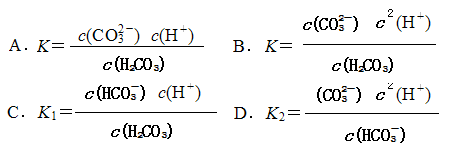 A．K= c(CO₃²⁻) c(H⁺) / c(H₂CO₃) B．K= c(CO₃²⁻) c²(H⁺) / c(H₂CO₃)
C．K₁= c(HCO₃⁻) c(H⁺) / c(H₂CO₃) D．K₂= (CO₃²⁻) c²(H⁺) / c(HCO₃⁻)